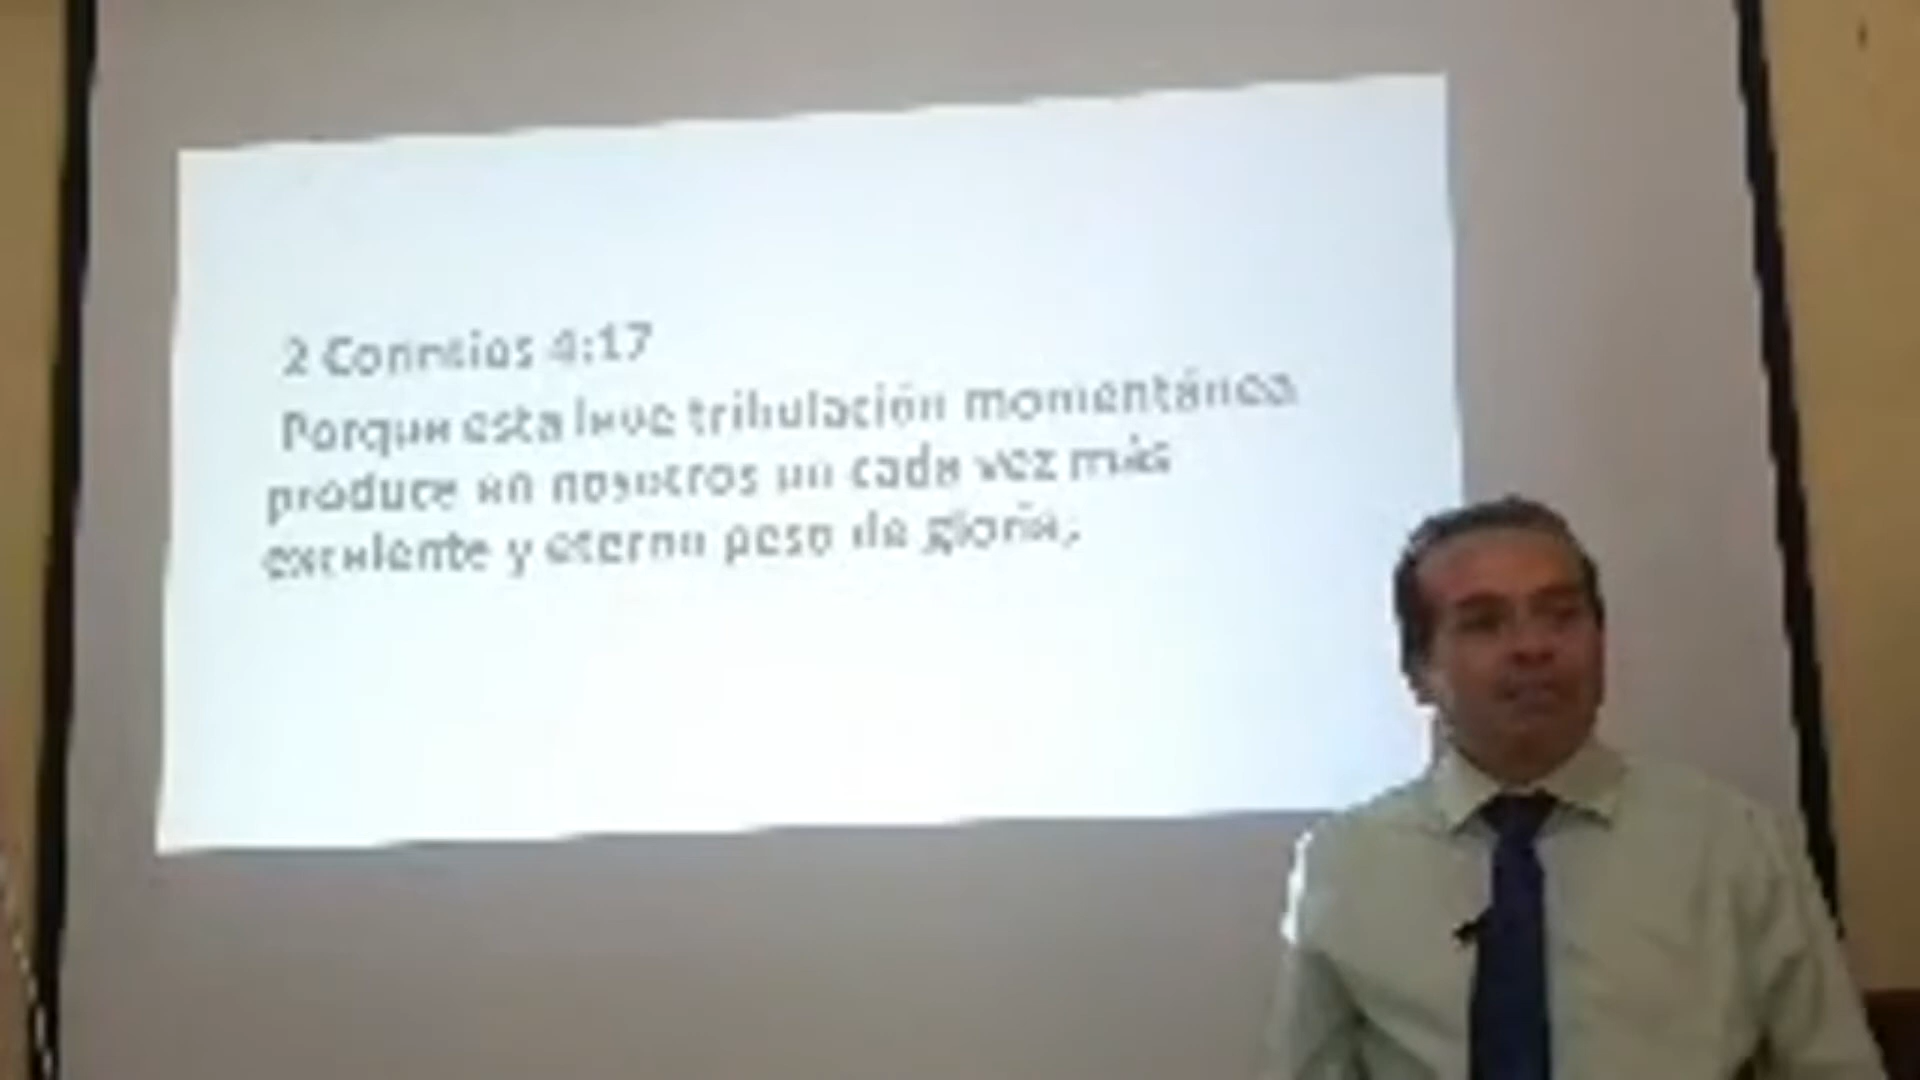 2 Corintios 4:17
Porque esta leve tribulación momentánea
produce en nosotros un cada vez más
excelente y eterno peso de gloria;